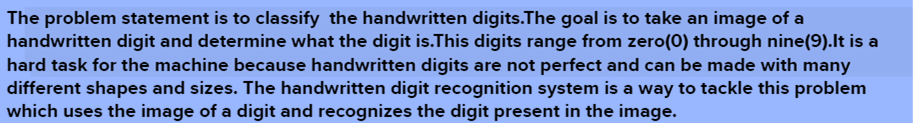 The problem statement is to classify  the handwritten digits.The goal is to take an image of a
handwritten digit and determine what the digit is.This digits range from zero(0) through nine(9).It is a
hard task for the machine because handwritten digits are not perfect and can be made with many
different shapes and sizes. The handwritten digit recognition system is a way to tackle this problem
which uses the image of a digit and recognizes the digit present in the image.